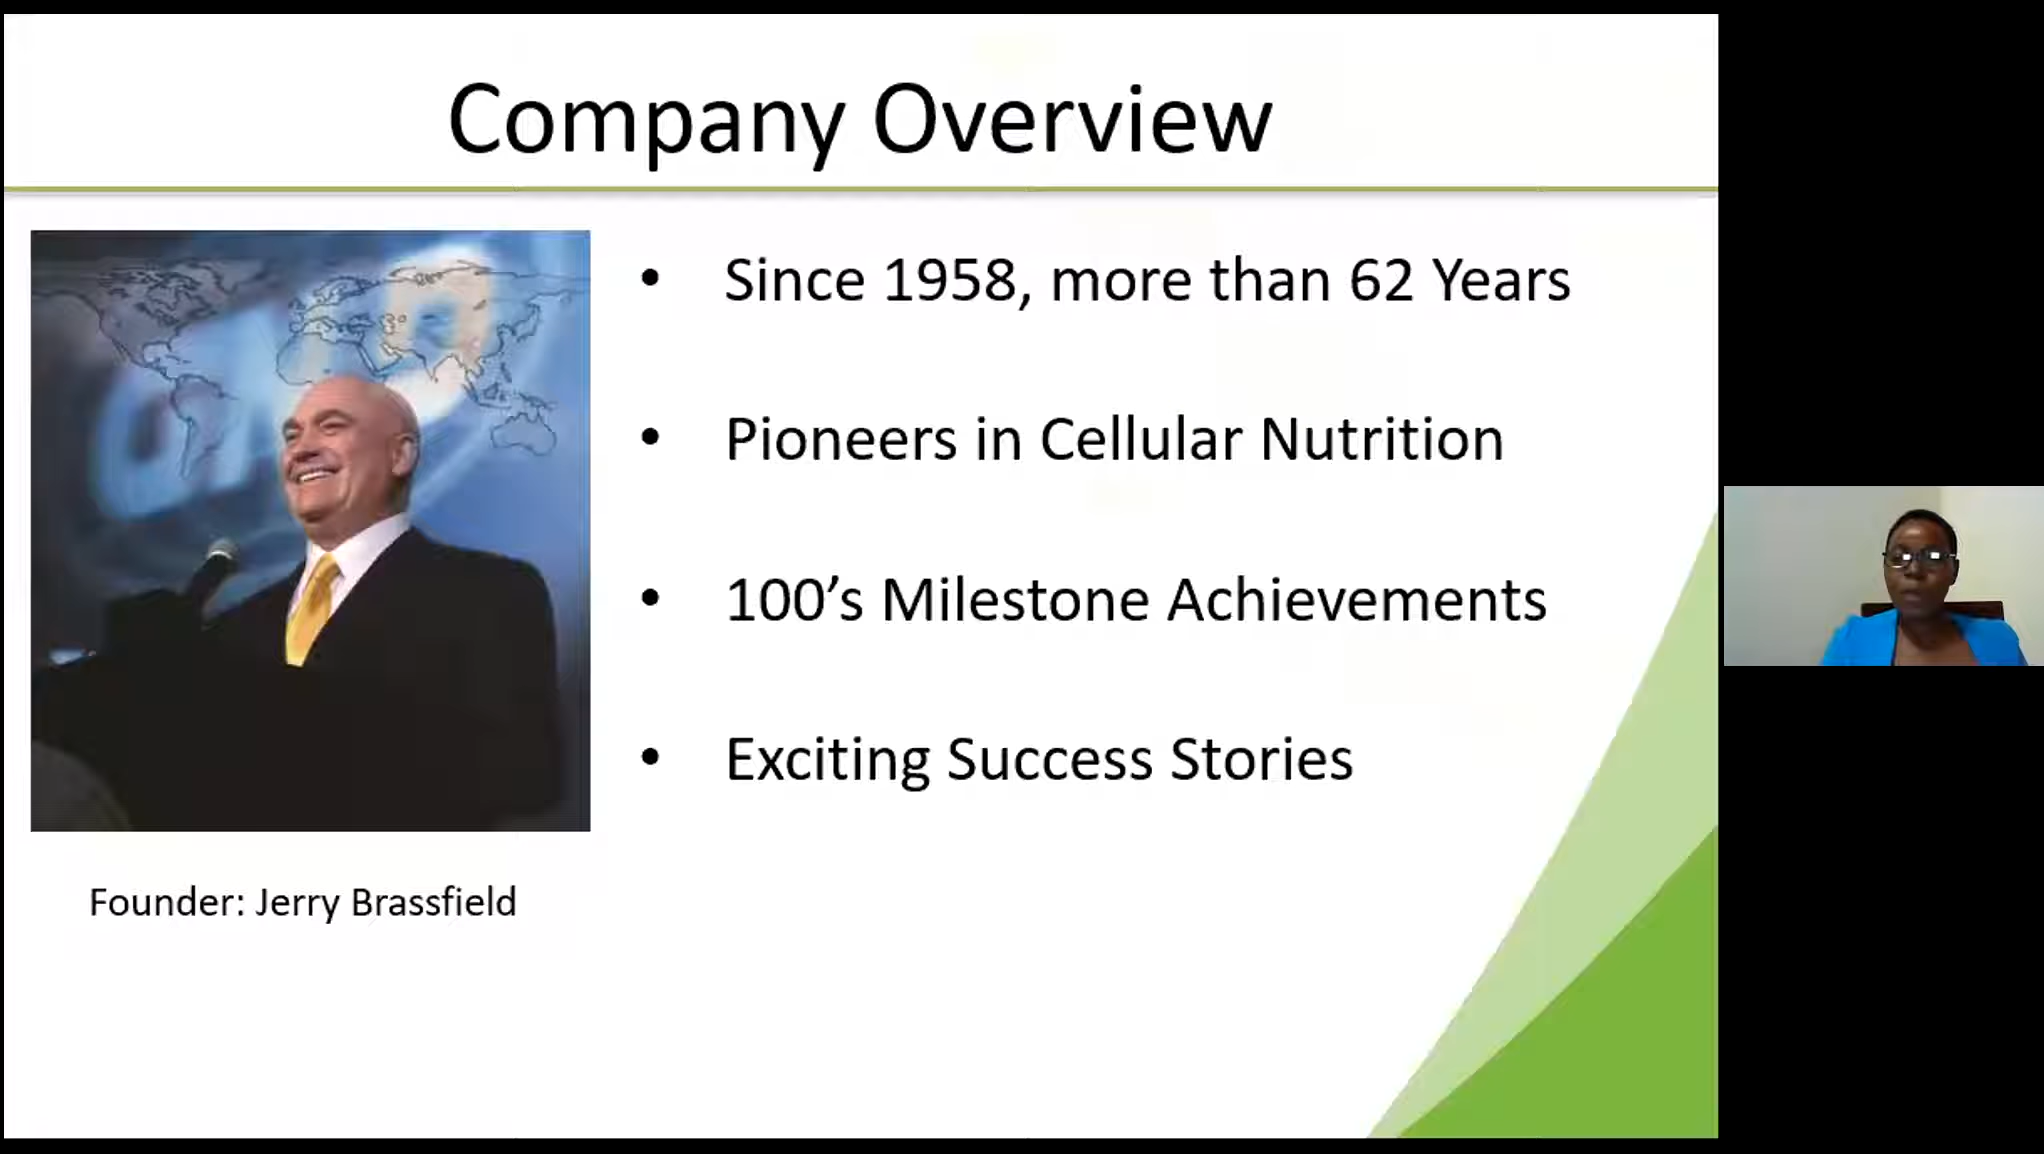 Company Overview
• Since 1958, more than 62 Years
• Pioneers in Cellular Nutrition
• 100’s Milestone Achievements
• Exciting Success Stories
Founder: Jerry Brassfield